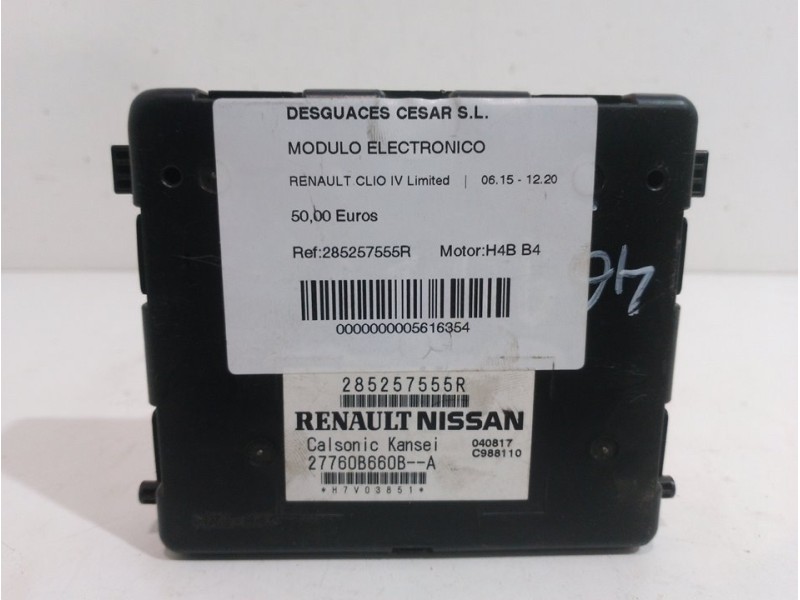 DESGUACES CESAR S.L.
MODULO ELECTRONICO
RENAULT CLIO IV Limited | 06.15 - 12.20
50,00 Euros
Ref:285257555R Motor:H4B B4
0000000005616354
285257555R
RENAULT NISSAN
Calsonic Kansei 040817
27760B660B--A C988110
*H7V03851*